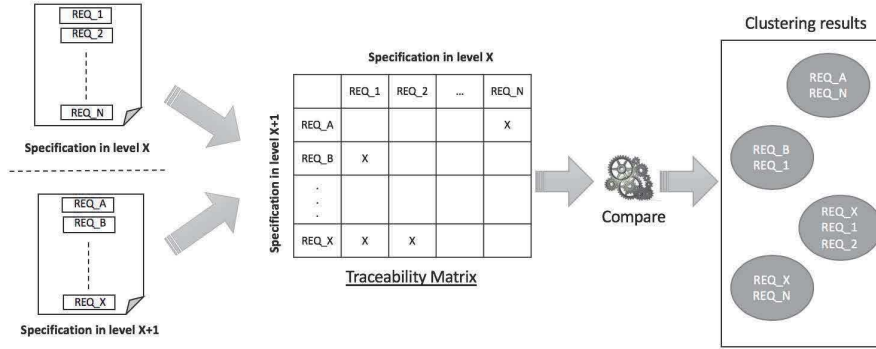 REQ_1
REQ_2
REQ_N
Specification in level X
REQ_A
REQ_B
REQ_X
Specification in level X+1
Specification in level X
Specification in level X+1
REQ_1 REQ_2 ... REQ_N
REQ_A X
REQ_B X
.
.
.
REQ_X X X
Traceability Matrix
Compare
Clustering results
REQ_A
REQ_N
REQ_B
REQ_1
REQ_X
REQ_1
REQ_2
REQ_X
REQ_N